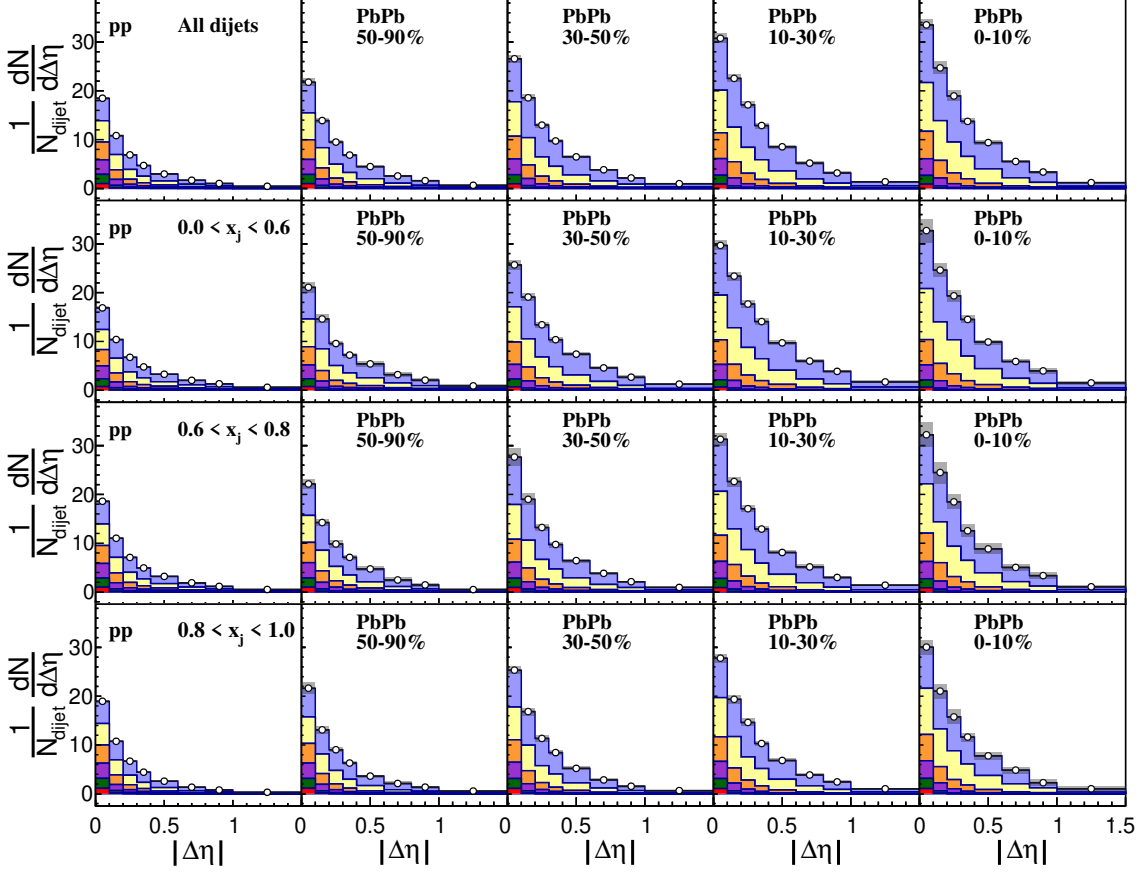 pp All dijets PbPb 50-90% PbPb 30-50% PbPb 10-30% PbPb 0-10%
1/N_dijet dN/dΔη
30
20
10
0
pp 0.0 < x_j < 0.6 PbPb 50-90% PbPb 30-50% PbPb 10-30% PbPb 0-10%
1/N_dijet dN/dΔη
30
20
10
0
pp 0.6 < x_j < 0.8 PbPb 50-90% PbPb 30-50% PbPb 10-30% PbPb 0-10%
1/N_dijet dN/dΔη
30
20
10
0
pp 0.8 < x_j < 1.0 PbPb 50-90% PbPb 30-50% PbPb 10-30% PbPb 0-10%
1/N_dijet dN/dΔη
30
20
10
0
0 0.5 1 0 0.5 1 0 0.5 1 0 0.5 1 0 0.5 1 1.5
|Δη| |Δη| |Δη| |Δη| |Δη|